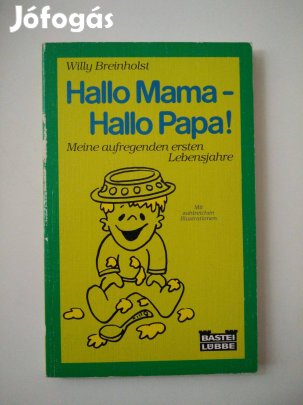 Jófogás
Willy Breinholst
Hallo Mama -
Hallo Papa!
Meine aufregenden ersten
Lebensjahre
Mit
zahlreichen
Illustrationen
BASTEI
LÜBBE